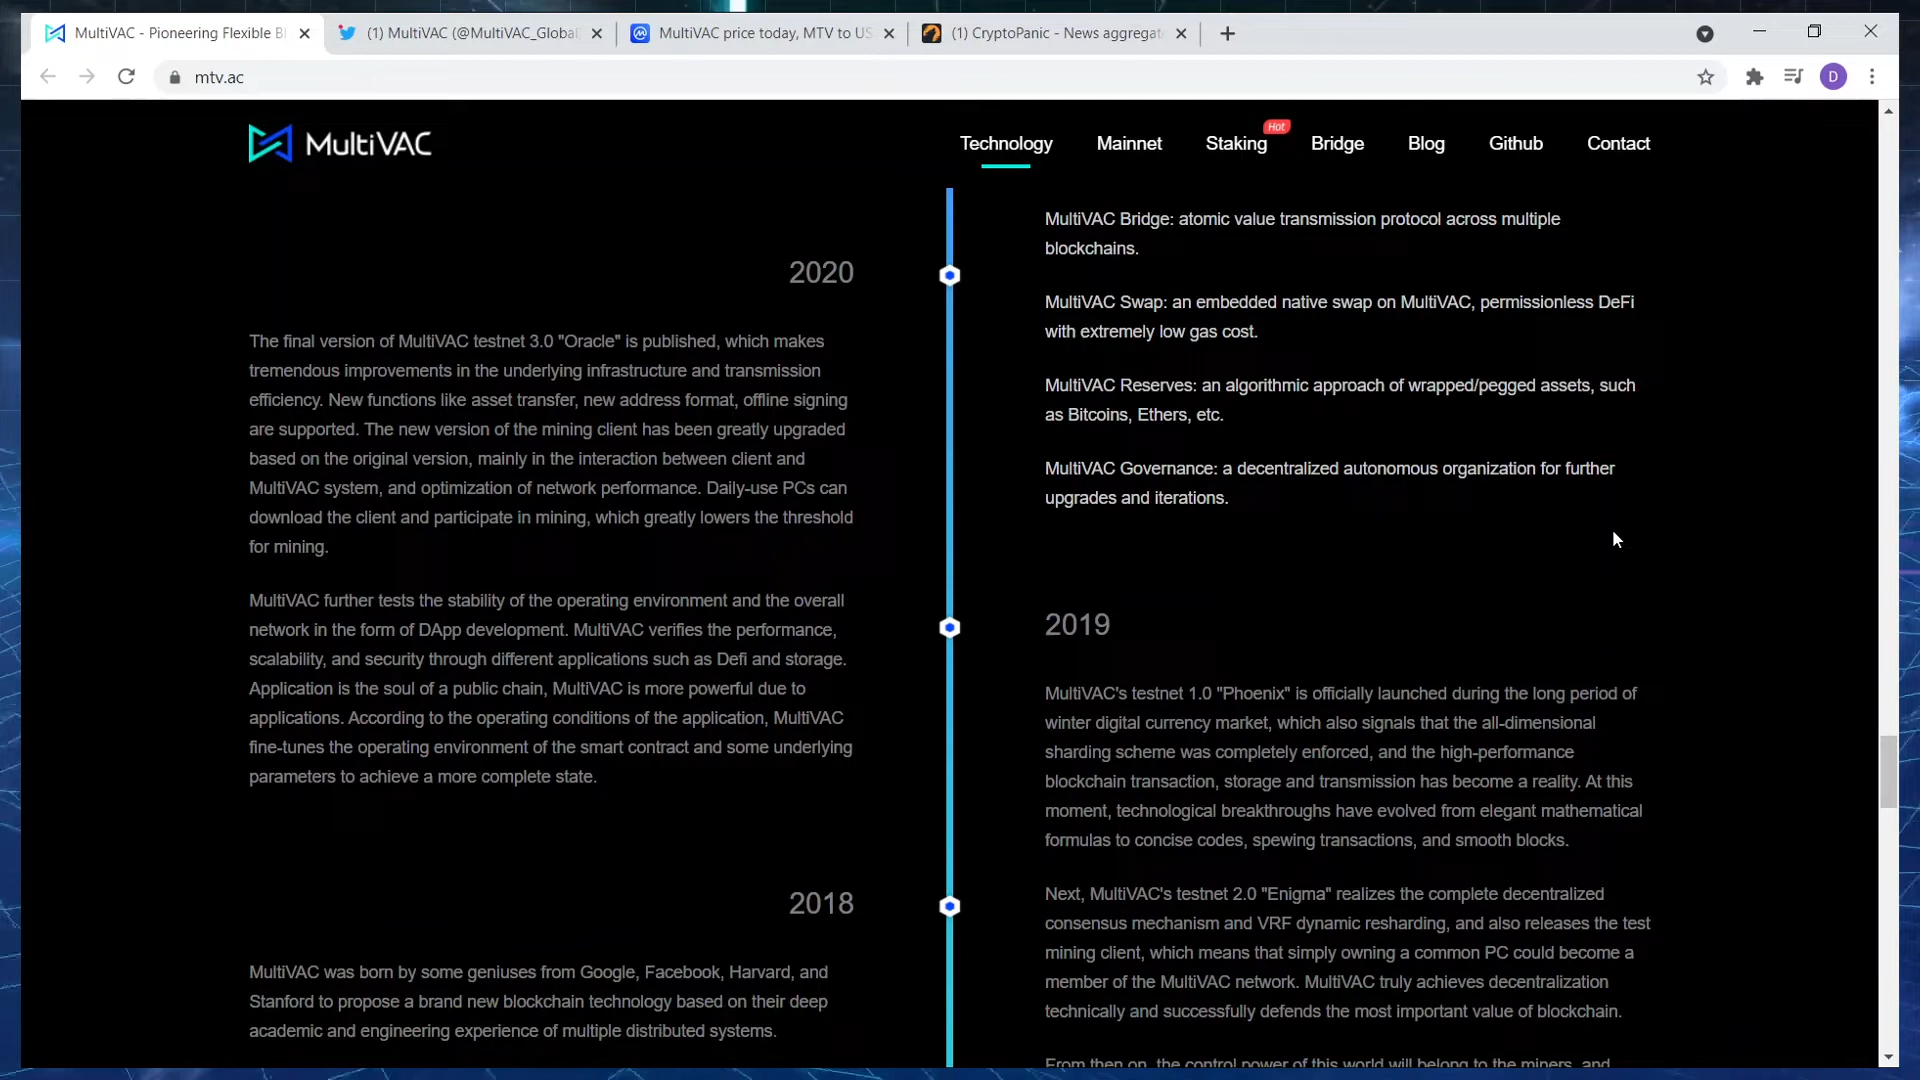 MultiVAC - Pioneering Flexible Bl
(1) MultiVAC (@MultiVAC_Global
MultiVAC price today, MTV to US
(1) CryptoPanic - News aggregat
mtv.ac
D
MultiVAC
Technology
Mainnet
Staking
Hot
Bridge
Blog
Github
Contact
MultiVAC Bridge: atomic value transmission protocol across multiple
blockchains.
MultiVAC Swap: an embedded native swap on MultiVAC, permissionless DeFi
with extremely low gas cost.
MultiVAC Reserves: an algorithmic approach of wrapped/pegged assets, such
as Bitcoins, Ethers, etc.
MultiVAC Governance: a decentralized autonomous organization for further
upgrades and iterations.
2020
The final version of MultiVAC testnet 3.0 "Oracle" is published, which makes
tremendous improvements in the underlying infrastructure and transmission
efficiency. New functions like asset transfer, new address format, offline signing
are supported. The new version of the mining client has been greatly upgraded
based on the original version, mainly in the interaction between client and
MultiVAC system, and optimization of network performance. Daily-use PCs can
download the client and participate in mining, which greatly lowers the threshold
for mining.
MultiVAC further tests the stability of the operating environment and the overall
network in the form of DApp development. MultiVAC verifies the performance,
scalability, and security through different applications such as Defi and storage.
Application is the soul of a public chain, MultiVAC is more powerful due to
applications. According to the operating conditions of the application, MultiVAC
fine-tunes the operating environment of the smart contract and some underlying
parameters to achieve a more complete state.
2019
MultiVAC's testnet 1.0 "Phoenix" is officially launched during the long period of
winter digital currency market, which also signals that the all-dimensional
sharding scheme was completely enforced, and the high-performance
blockchain transaction, storage and transmission has become a reality. At this
moment, technological breakthroughs have evolved from elegant mathematical
formulas to concise codes, spewing transactions, and smooth blocks.
Next, MultiVAC's testnet 2.0 "Enigma" realizes the complete decentralized
consensus mechanism and VRF dynamic resharding, and also releases the test
mining client, which means that simply owning a common PC could become a
member of the MultiVAC network. MultiVAC truly achieves decentralization
technically and successfully defends the most important value of blockchain.
From then on, the control power of this world will belong to the miners, and
2018
MultiVAC was born by some geniuses from Google, Facebook, Harvard, and
Stanford to propose a brand new blockchain technology based on their deep
academic and engineering experience of multiple distributed systems.